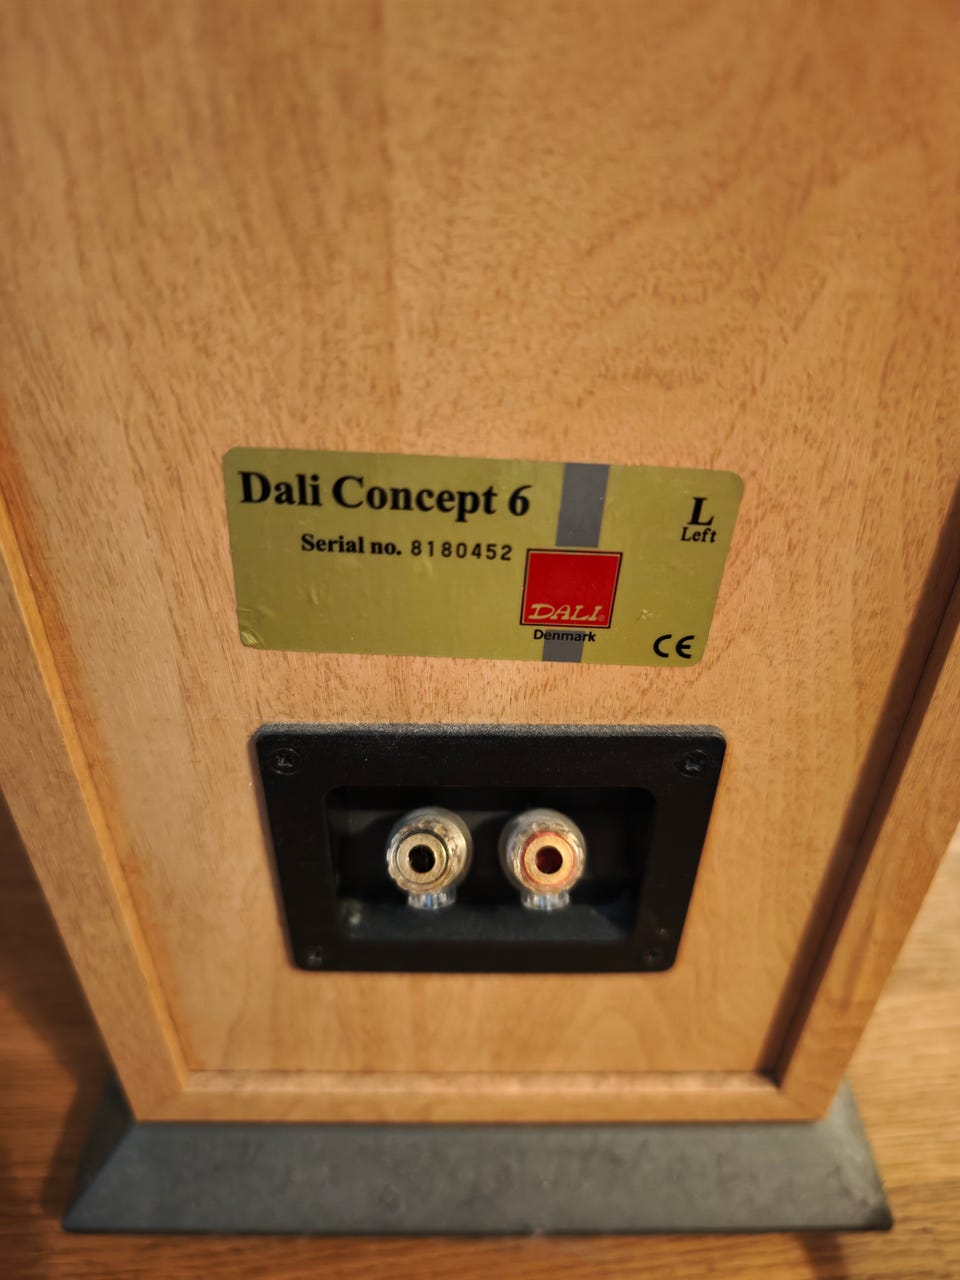 Dali Concept 6
Serial no. 8180452
L
Left
DALI®
Denmark
CE